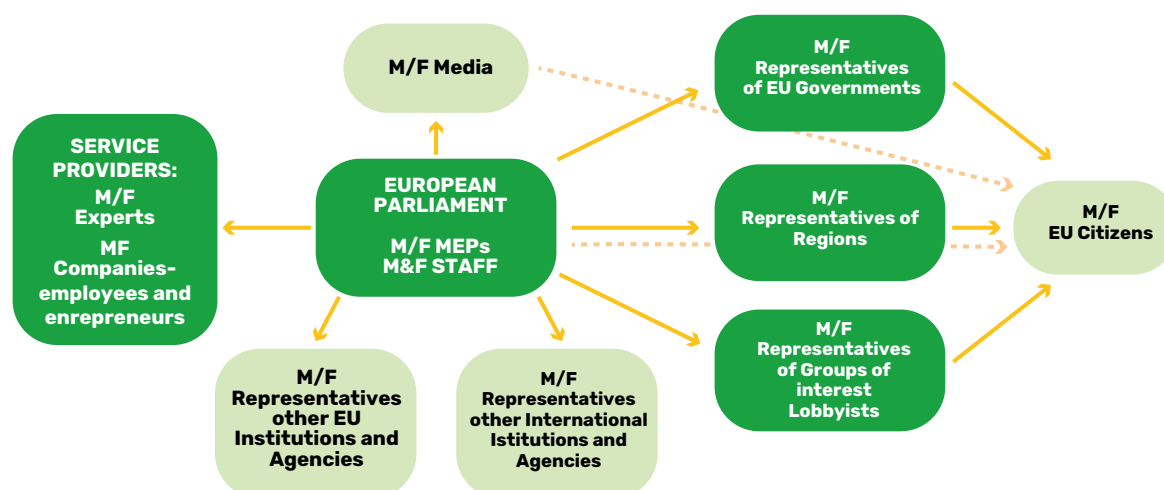 M/F Media
M/F
Representatives
of EU Governments
SERVICE
PROVIDERS:
M/F
Experts
MF
Companies-
employees and
enrepreneurs
EUROPEAN
PARLIAMENT
M/F MEPs
M&F STAFF
M/F
Representatives of
Regions
M/F
EU Citizens
M/F
Representatives
other EU
Institutions and
Agencies
M/F
Representatives
other International
Istitutions and
Agencies
M/F
Representatives
of Groups of
interest
Lobbyists